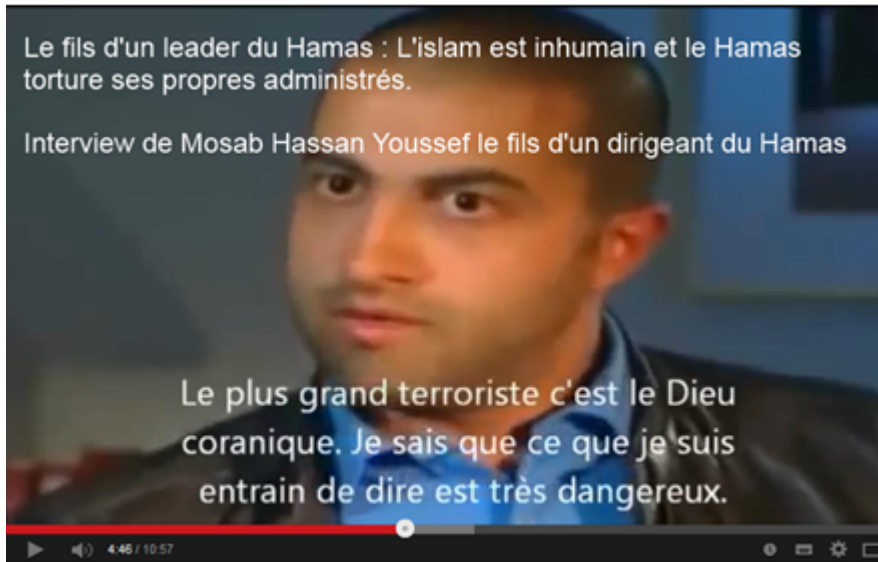 Le fils d'un leader du Hamas : L'islam est inhumain et le Hamas
torture ses propres administrés.
Interview de Mosab Hassan Youssef le fils d'un dirigeant du Hamas
Le plus grand terroriste c'est le Dieu
coranique. Je sais que ce que je suis
entrain de dire est très dangereux.
4:46 / 10:57